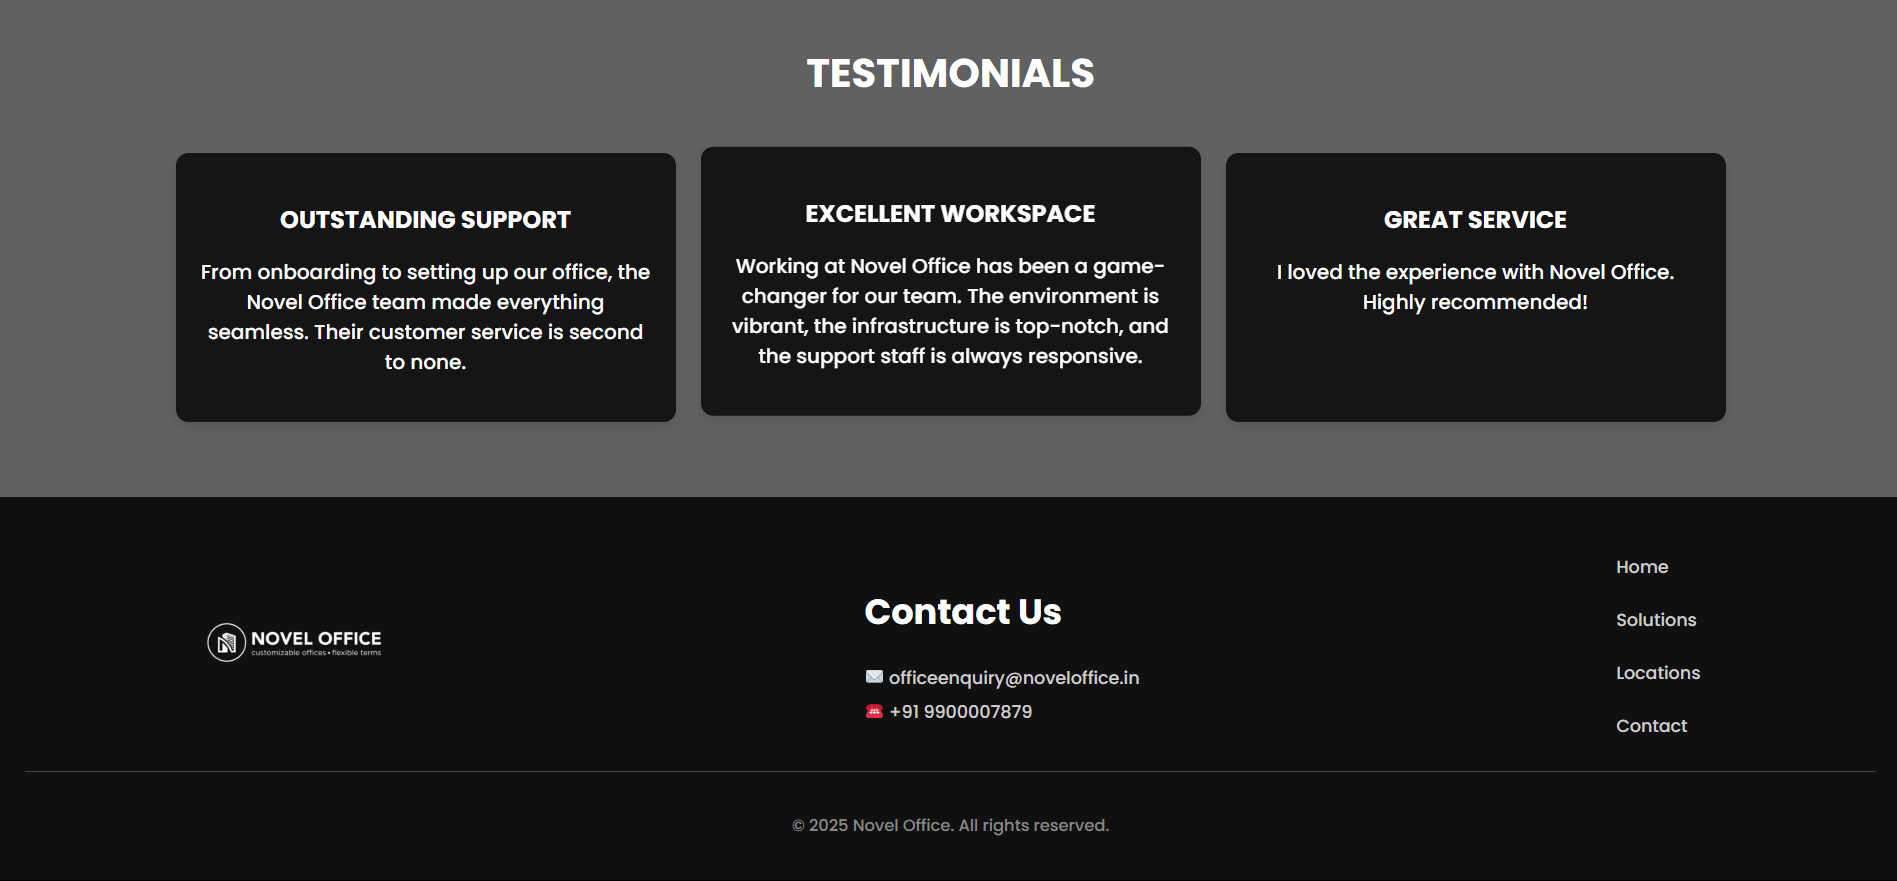 TESTIMONIALS
OUTSTANDING SUPPORT
From onboarding to setting up our office, the
Novel Office team made everything
seamless. Their customer service is second
to none.
EXCELLENT WORKSPACE
Working at Novel Office has been a game-
changer for our team. The environment is
vibrant, the infrastructure is top-notch, and
the support staff is always responsive.
GREAT SERVICE
I loved the experience with Novel Office.
Highly recommended!
NOVEL OFFICE
customizable offices • flexible terms
Contact Us
officeenquiry@noveloffice.in
+91 9900007879
Home
Solutions
Locations
Contact
© 2025 Novel Office. All rights reserved.